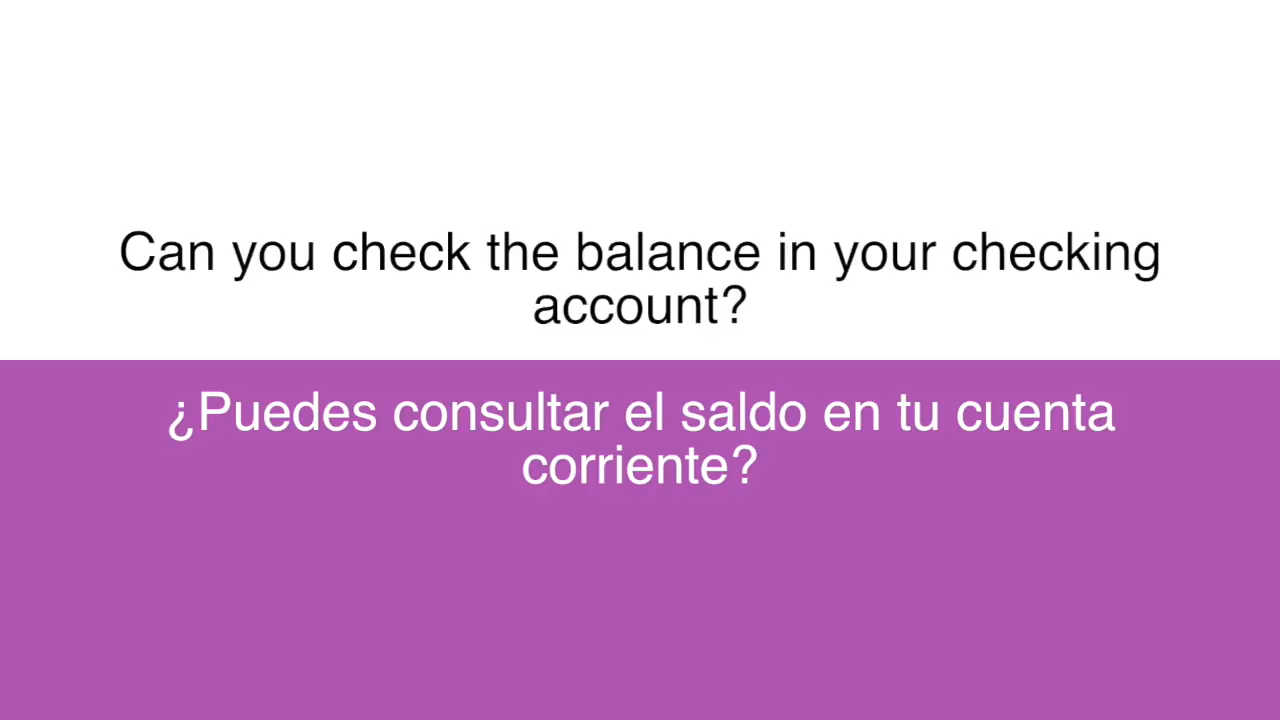 Can you check the balance in your checking
account?
¿Puedes consultar el saldo en tu cuenta
corriente?